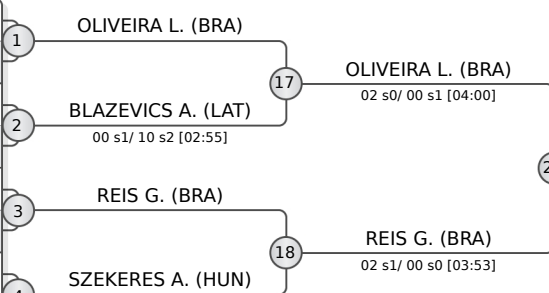 OLIVEIRA L. (BRA)
1
17
OLIVEIRA L. (BRA)
02 s0/ 00 s1 [04:00]
BLAZEVICS A. (LAT)
2
00 s1/ 10 s2 [02:55]
REIS G. (BRA)
3
18
REIS G. (BRA)
02 s1/ 00 s0 [03:53]
SZEKERES A. (HUN)